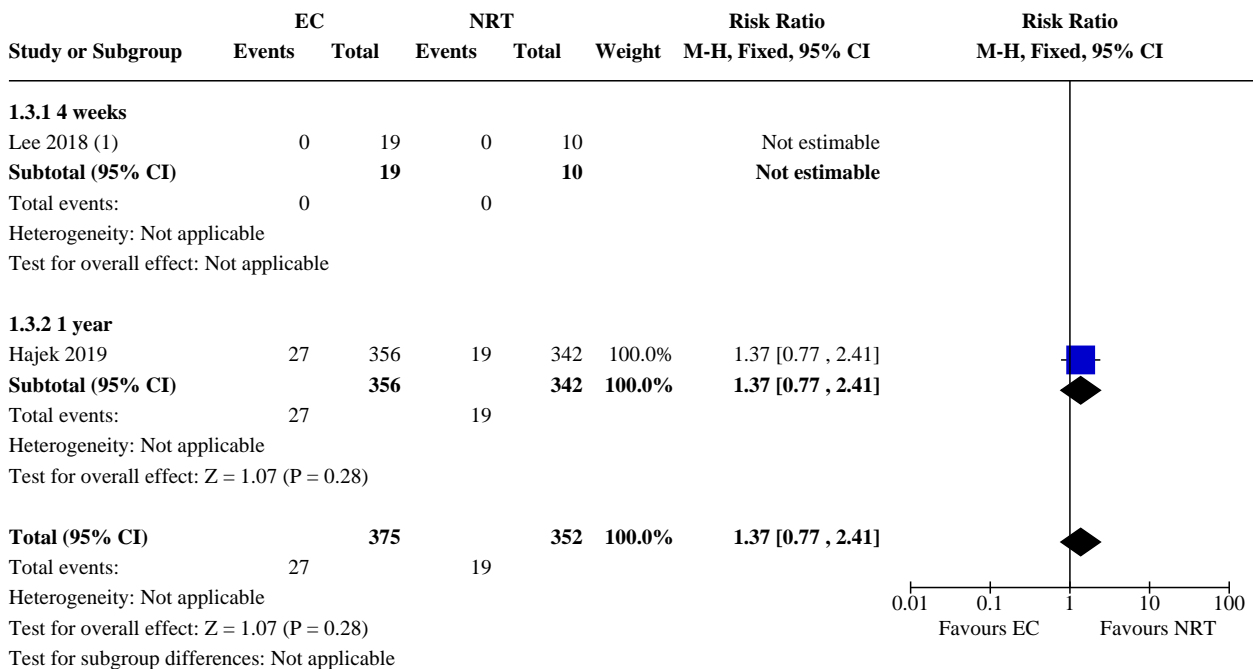 EC NRT Risk Ratio Risk Ratio
Study or Subgroup Events Total Events Total Weight M-H, Fixed, 95% CI M-H, Fixed, 95% CI
1.3.1 4 weeks
Lee 2018 (1) 0 19 0 10 Not estimable
Subtotal (95% CI) 19 10 Not estimable
Total events: 0 0
Heterogeneity: Not applicable
Test for overall effect: Not applicable
1.3.2 1 year
Hajek 2019 27 356 19 342 100.0% 1.37 [0.77 , 2.41]
Subtotal (95% CI) 356 342 100.0% 1.37 [0.77 , 2.41]
Total events: 27 19
Heterogeneity: Not applicable
Test for overall effect: Z = 1.07 (P = 0.28)
Total (95% CI) 375 352 100.0% 1.37 [0.77 , 2.41]
Total events: 27 19
Heterogeneity: Not applicable 0.01 0.1 1 10 100
Test for overall effect: Z = 1.07 (P = 0.28) Favours EC Favours NRT
Test for subgroup differences: Not applicable